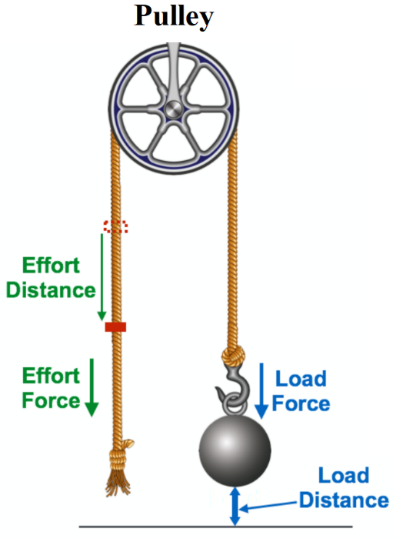 Pulley
Effort
Distance
Effort
Force
Load
Force
Load
Distance